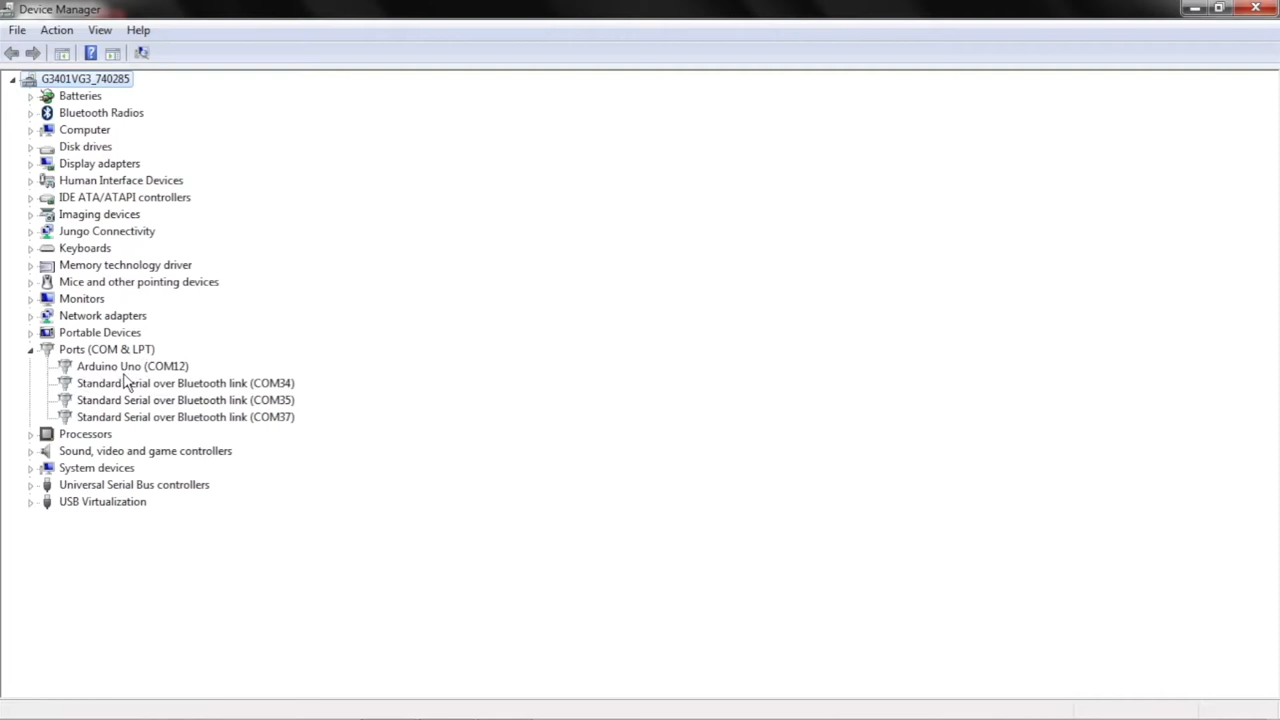 Device Manager
File Action View Help
G3401VG3_740285
Batteries
Bluetooth Radios
Computer
Disk drives
Display adapters
Human Interface Devices
IDE ATA/ATAPI controllers
Imaging devices
Jungo Connectivity
Keyboards
Memory technology driver
Mice and other pointing devices
Monitors
Network adapters
Portable Devices
Ports (COM & LPT)
Arduino Uno (COM12)
Standard Serial over Bluetooth link (COM34)
Standard Serial over Bluetooth link (COM35)
Standard Serial over Bluetooth link (COM37)
Processors
Sound, video and game controllers
System devices
Universal Serial Bus controllers
USB Virtualization